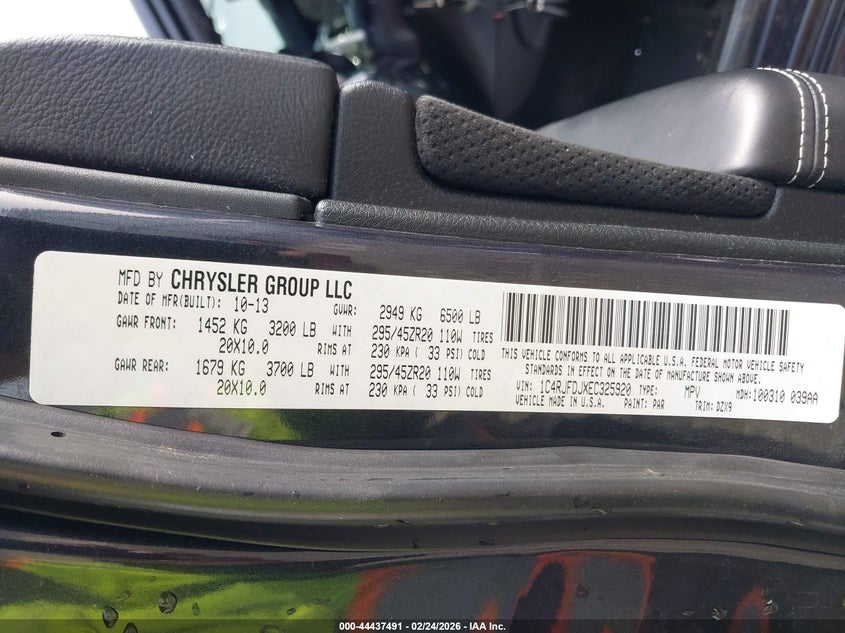 MFD BY CHRYSLER GROUP LLC
DATE OF MFR(BUILT): 10-13 GVWR: 2949 KG 6500 LB
GAWR FRONT: 1452 KG 3200 LB WITH 295/45ZR20 110W TIRES
20X10.0 RIMS AT 230 KPA ( 33 PSI) COLD
GAWR REAR: 1679 KG 3700 LB WITH 295/45ZR20 110W TIRES
20X10.0 RIMS AT 230 KPA ( 33 PSI) COLD
THIS VEHICLE CONFORMS TO ALL APPLICABLE U.S.A. FEDERAL MOTOR VEHICLE SAFETY
STANDARDS IN EFFECT ON THE DATE OF MANUFACTURE SHOWN ABOVE.
VIN: 1C4RJFDJXEC325920 TYPE: MPV MDH:100310 039AA
VEHICLE MADE IN U.S.A. PAINT: PAR TRIM: DZX9
000-44437491 - 02/24/2026 - IAA Inc.